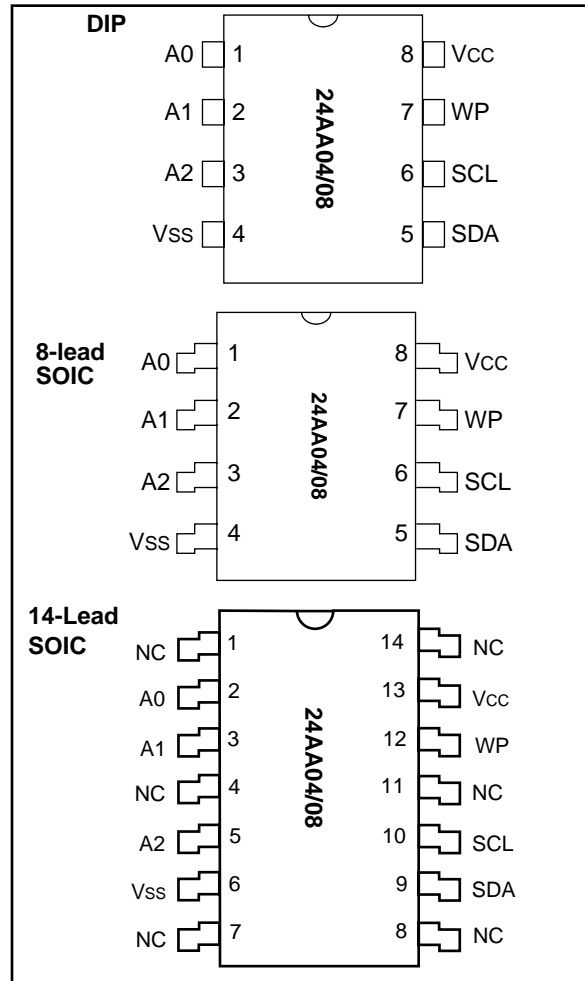 DIP
A0 1 8 VCC
A1 2 7 WP
A2 3 6 SCL
VSS 4 5 SDA
24AA04/08
8-lead
SOIC
A0 1 8 VCC
A1 2 7 WP
A2 3 6 SCL
VSS 4 5 SDA
24AA04/08
14-Lead
SOIC
NC 1 14 NC
A0 2 13 VCC
A1 3 12 WP
NC 4 11 NC
A2 5 10 SCL
VSS 6 9 SDA
NC 7 8 NC
24AA04/08